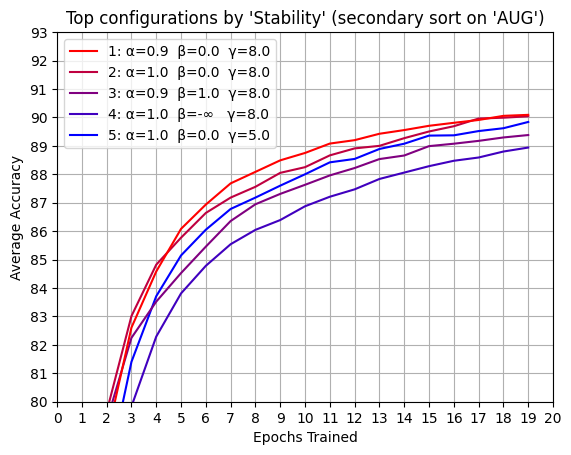 Top configurations by 'Stability' (secondary sort on 'AUG')
93
92
91
90
89
88
87
86
85
84
83
82
81
80
1: α=0.9 β=0.0 γ=8.0
2: α=1.0 β=0.0 γ=8.0
3: α=0.9 β=1.0 γ=8.0
4: α=1.0 β=-∞ γ=8.0
5: α=1.0 β=0.0 γ=5.0
Average Accuracy
0 1 2 3 4 5 6 7 8 9 10 11 12 13 14 15 16 17 18 19 20
Epochs Trained